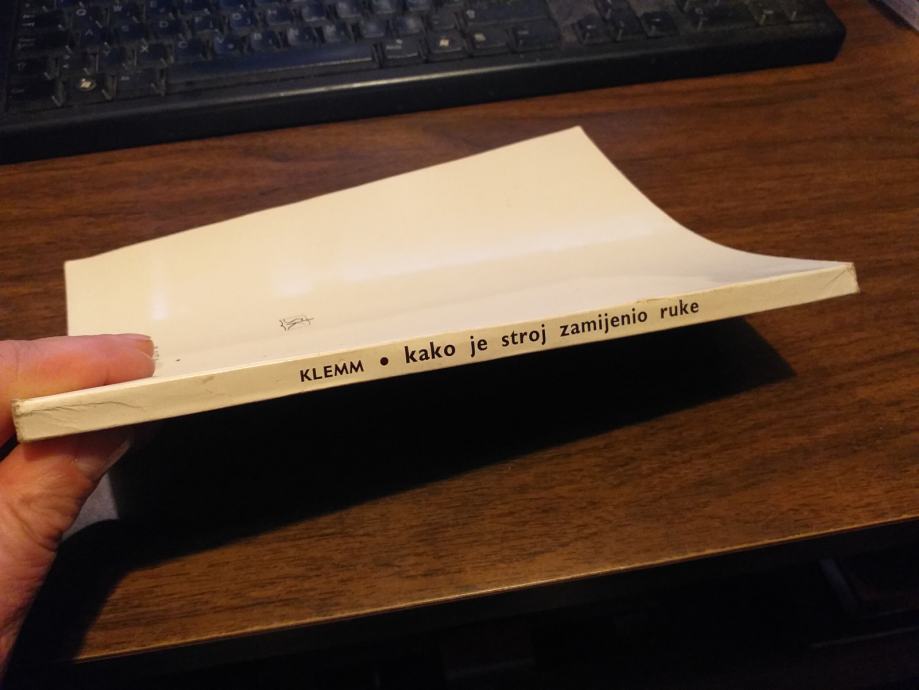 KLEMM • kako je stroj zamijenio ruke